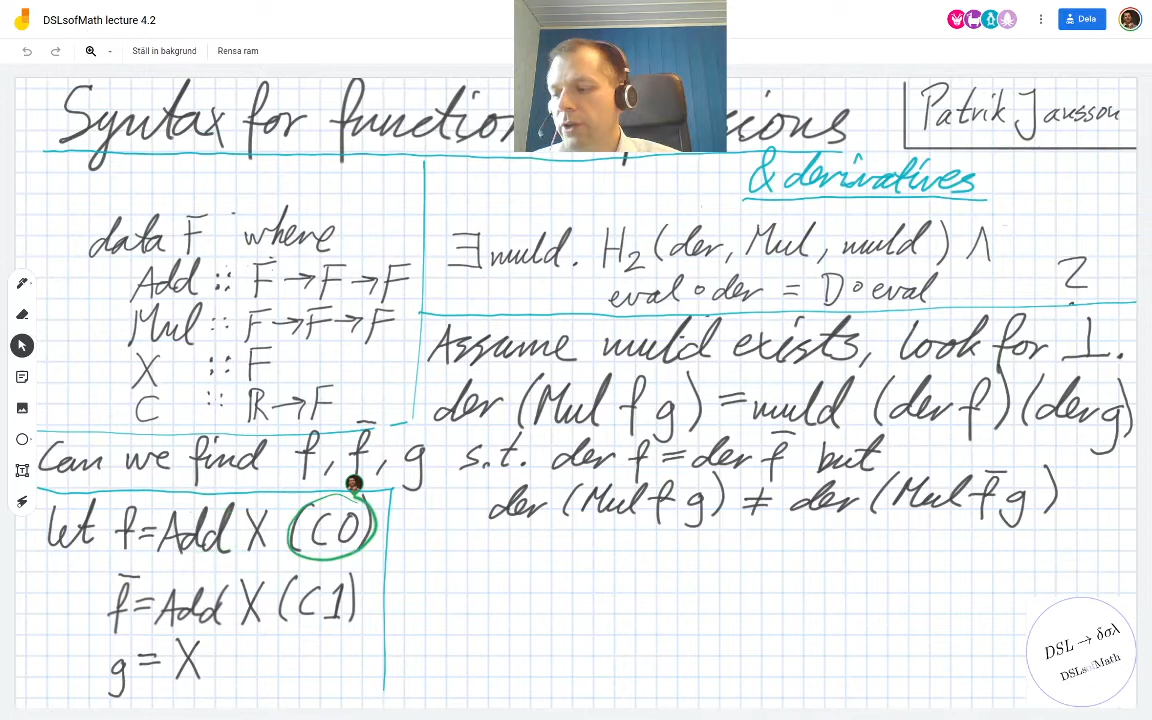 DSLsofMath lecture 4.2
Dela
Ställ in bakgrund
Rensa ram
Syntax for function
sions
Patrik Jansson
& derivatives
data F where
Add :: F → F → F
Mul :: F → F → F
X :: F
C :: ℝ → F
∃ muld. H₂(der, Mul, muld) ∧
eval ∘ der = D ∘ eval
?
Assume muld exists, look for ⊥.
der (Mul f g) = muld (der f) (der g)
Can we find f, f̄, g s.t. der f = der f̄ but
der (Mul f g) ≠ der (Mul f̄ g)
let f = Add X (C 0)
f̄ = Add X (C 1)
g = X
DSL → δσλ
DSLsofMath